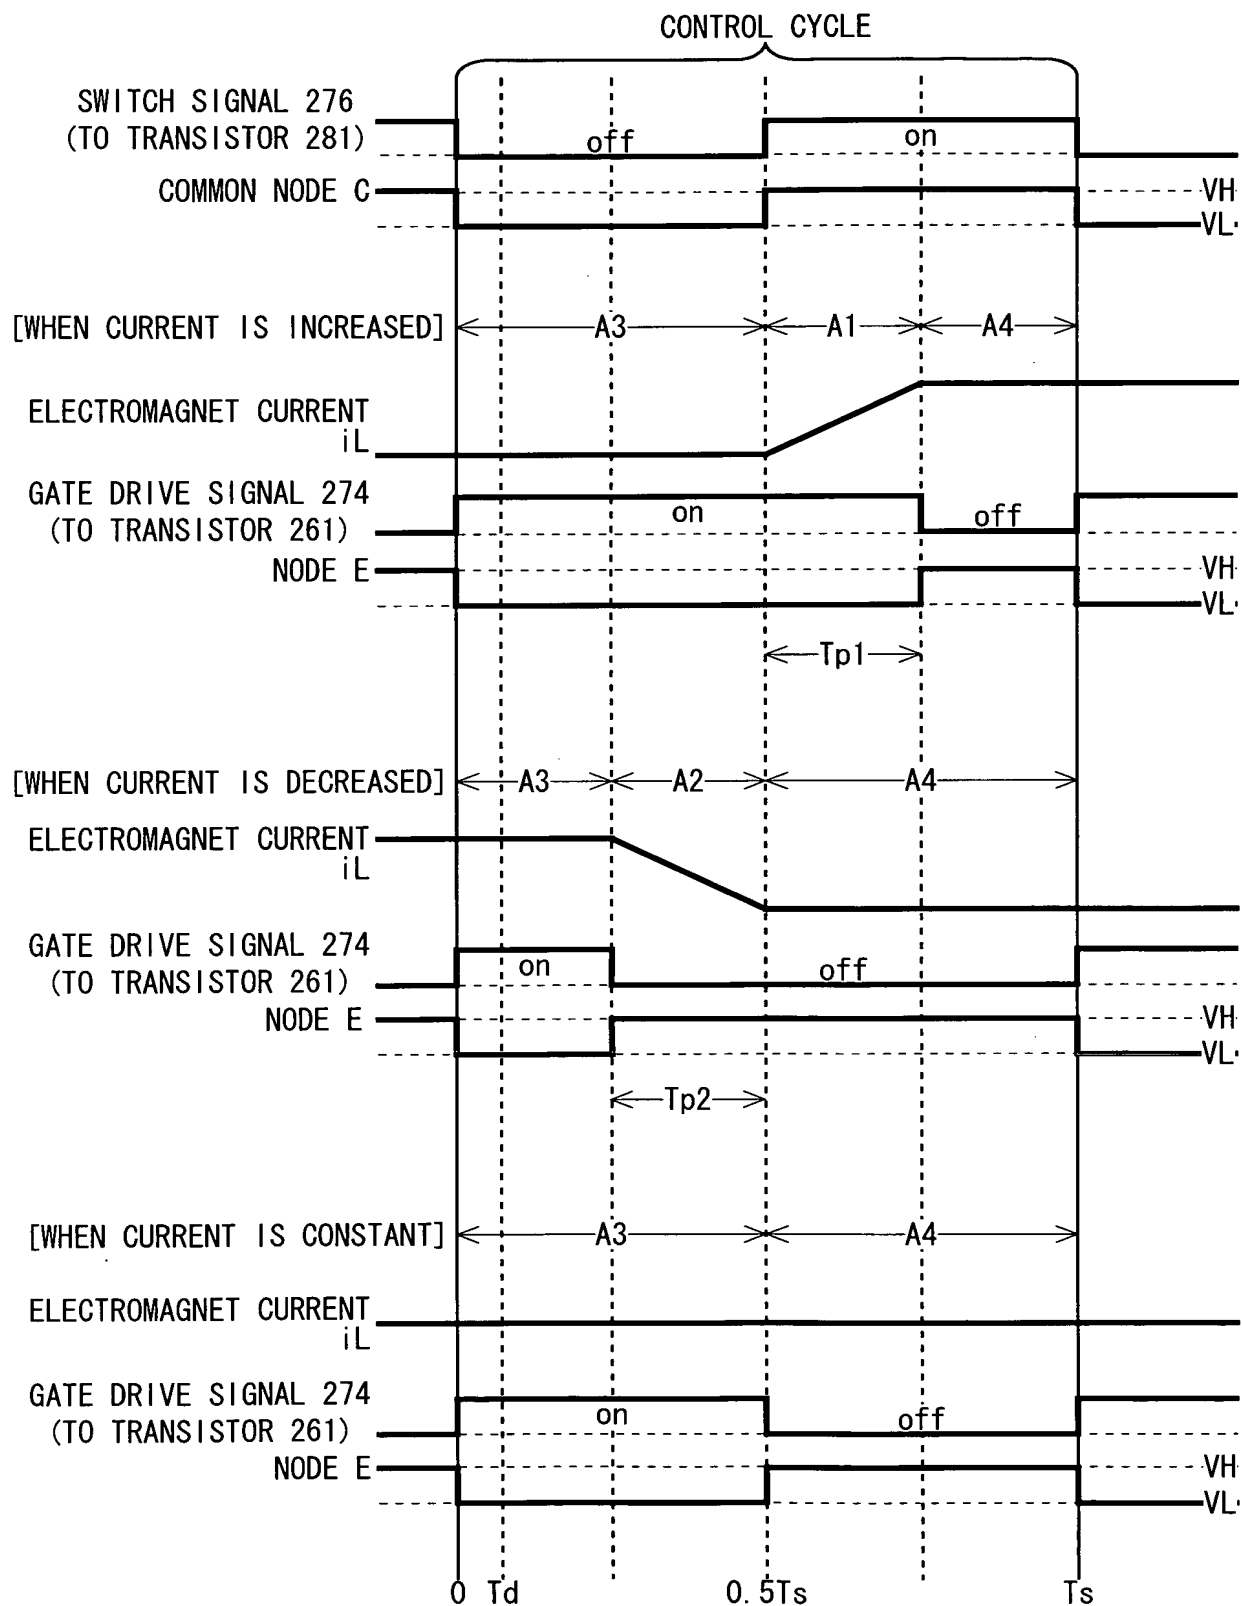 CONTROL CYCLE
SWITCH SIGNAL 276
(TO TRANSISTOR 281)
off
on
COMMON NODE C
VH
VL
[WHEN CURRENT IS INCREASED]
A3
A1
A4
ELECTROMAGNET CURRENT
iL
GATE DRIVE SIGNAL 274
(TO TRANSISTOR 261)
on
off
NODE E
VH
VL
Tp1
[WHEN CURRENT IS DECREASED]
A3
A2
A4
ELECTROMAGNET CURRENT
iL
GATE DRIVE SIGNAL 274
(TO TRANSISTOR 261)
on
off
NODE E
VH
VL
Tp2
[WHEN CURRENT IS CONSTANT]
A3
A4
ELECTROMAGNET CURRENT
iL
GATE DRIVE SIGNAL 274
(TO TRANSISTOR 261)
on
off
NODE E
VH
VL
0
Td
0.5Ts
Ts